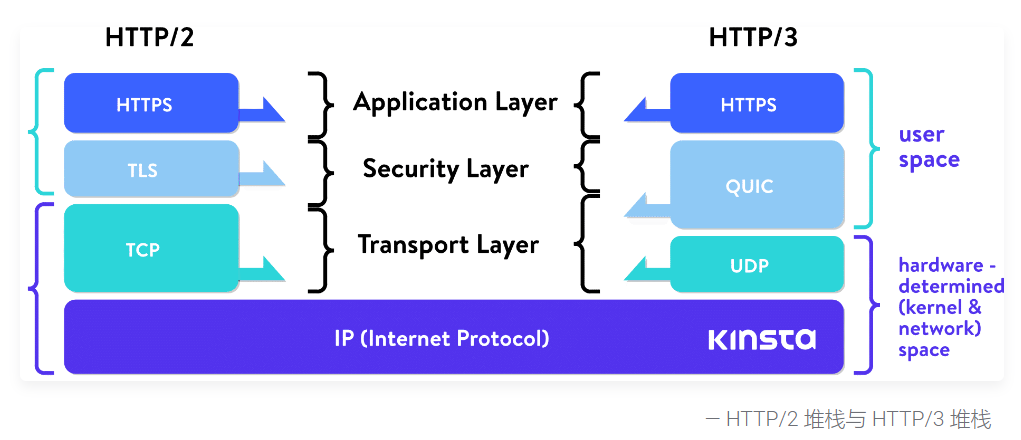 HTTP/2
HTTP/3
HTTPS
Application Layer
HTTPS
user
space
TLS
Security Layer
QUIC
TCP
Transport Layer
UDP
hardware -
determined
(kernel &
network)
space
IP (Internet Protocol)
KINSTA
— HTTP/2 堆栈与 HTTP/3 堆栈